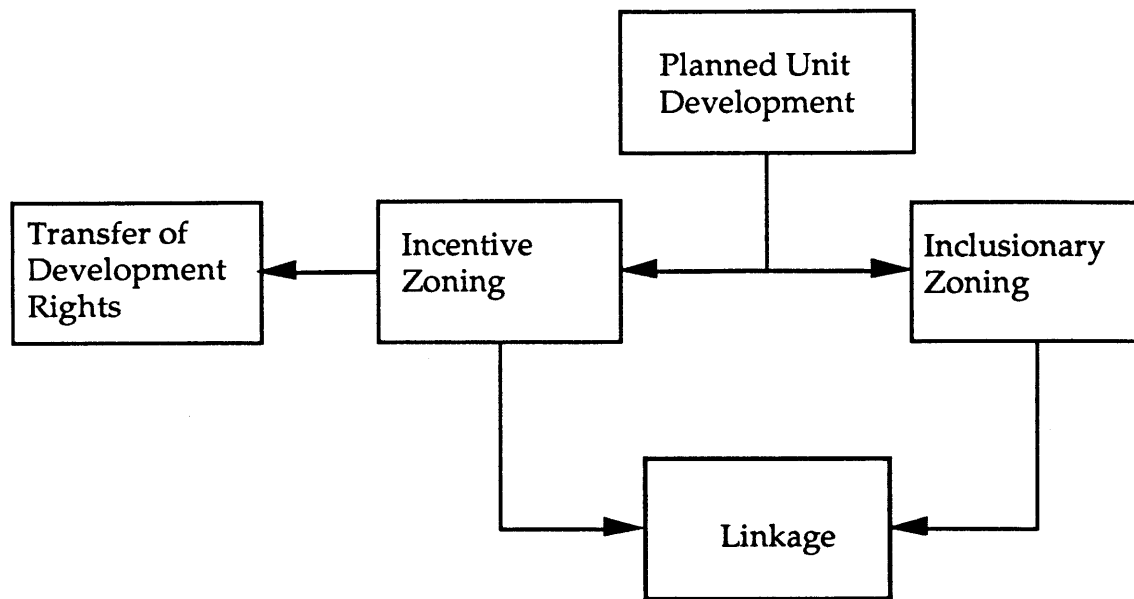 Planned Unit
Development
Transfer of
Development
Rights
Incentive
Zoning
Inclusionary
Zoning
Linkage